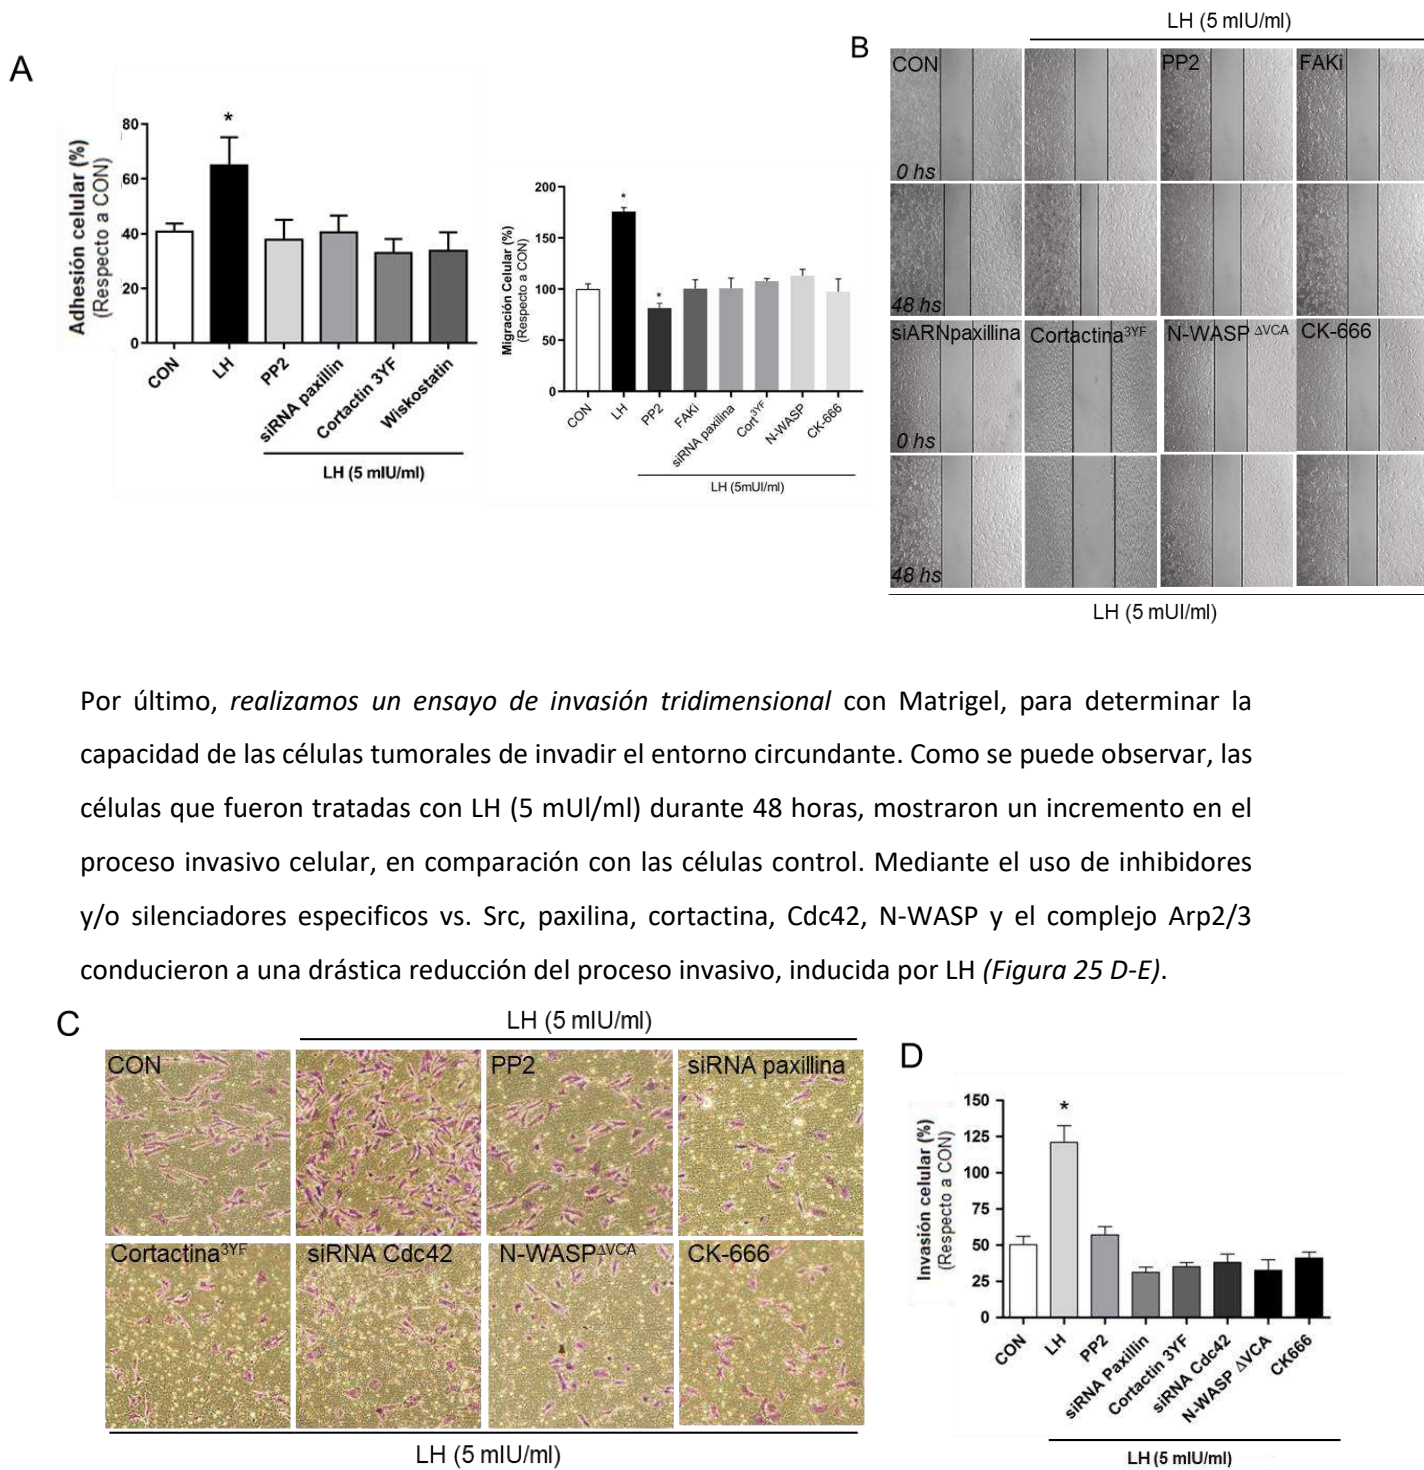 A
Adhesión celular (%)
(Respecto a CON)
80
60
40
20
0
*
CON
LH
PP2
siRNA paxillin
Cortactin 3YF
Wiskostatin
LH (5 mIU/ml)
Migración Celular (%)
(Respecto a CON)
200
150
100
50
0
*
*
CON
LH
PP2
FAKi
siRNA paxilina
Cort3YF
N-WASP
CK-666
LH (5mUI/ml)
B
LH (5 mIU/ml)
CON
PP2
FAKi
0 hs
48 hs
siARNpaxillina
Cortactina3YF
N-WASP ΔVCA
CK-666
0 hs
48 hs
LH (5 mUI/ml)
Por último, realizamos un ensayo de invasión tridimensional con Matrigel, para determinar la
capacidad de las células tumorales de invadir el entorno circundante. Como se puede observar, las
células que fueron tratadas con LH (5 mUl/ml) durante 48 horas, mostraron un incremento en el
proceso invasivo celular, en comparación con las células control. Mediante el uso de inhibidores
y/o silenciadores especificos vs. Src, paxilina, cortactina, Cdc42, N-WASP y el complejo Arp2/3
conducieron a una drástica reducción del proceso invasivo, inducida por LH (Figura 25 D-E).
C
LH (5 mIU/ml)
CON
PP2
siRNA paxillina
Cortactina3YF
siRNA Cdc42
N-WASPΔVCA
CK-666
LH (5 mIU/ml)
D
Invasión celular (%)
(Respecto a CON)
150
125
100
75
50
25
0
*
CON
LH
PP2
siRNA Paxillin
Cortactin 3YF
siRNA Cdc42
N-WASP ΔVCA
CK666
LH (5 mIU/ml)